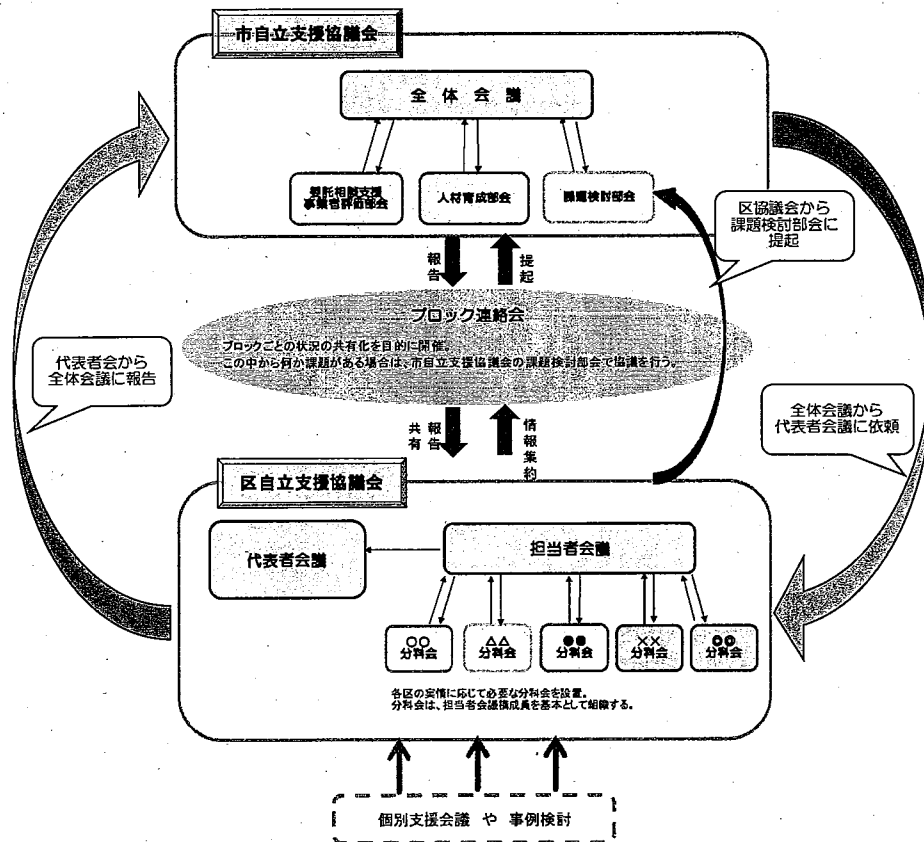 市自立支援協議会
全体会議
委託相談支援
事業者評価部会
人材育成部会
課題検討部会
区協議会から
課題検討部会に
提起
報告
提起
ブロック連絡会
ブロックごとの状況の共有化を目的に開催。
この中から何か課題がある場合は、市自立支援協議会の課題検討部会で協議を行う。
代表者会から
全体会議に報告
全体会議から
代表者会議に依頼
共有
報告
情報集約
区自立支援協議会
代表者会議
担当者会議
○○
分科会
△△
分科会
●●
分科会
××
分科会
◎◎
分科会
各区の実情に応じて必要な分科会を設置。
分科会は、担当者会議構成員を基本として組織する。
個別支援会議 や 事例検討